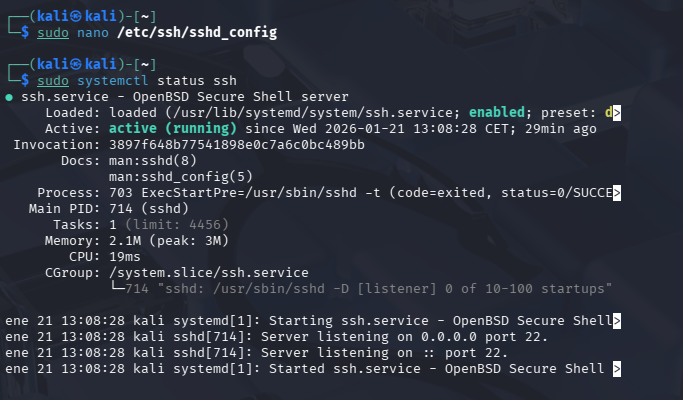 ┌──(kali㉿kali)-[~]
└─$ sudo nano /etc/ssh/sshd_config
┌──(kali㉿kali)-[~]
└─$ sudo systemctl status ssh
● ssh.service - OpenBSD Secure Shell server
Loaded: loaded (/usr/lib/systemd/system/ssh.service; enabled; preset: d>
Active: active (running) since Wed 2026-01-21 13:08:28 CET; 29min ago
Invocation: 3897f648b77541898e0c7a6c0bc489bb
Docs: man:sshd(8)
man:sshd_config(5)
Process: 703 ExecStartPre=/usr/sbin/sshd -t (code=exited, status=0/SUCCE>
Main PID: 714 (sshd)
Tasks: 1 (limit: 4456)
Memory: 2.1M (peak: 3M)
CPU: 19ms
CGroup: /system.slice/ssh.service
└─714 "sshd: /usr/sbin/sshd -D [listener] 0 of 10-100 startups"
ene 21 13:08:28 kali systemd[1]: Starting ssh.service - OpenBSD Secure Shell>
ene 21 13:08:28 kali sshd[714]: Server listening on 0.0.0.0 port 22.
ene 21 13:08:28 kali sshd[714]: Server listening on :: port 22.
ene 21 13:08:28 kali systemd[1]: Started ssh.service - OpenBSD Secure Shell >